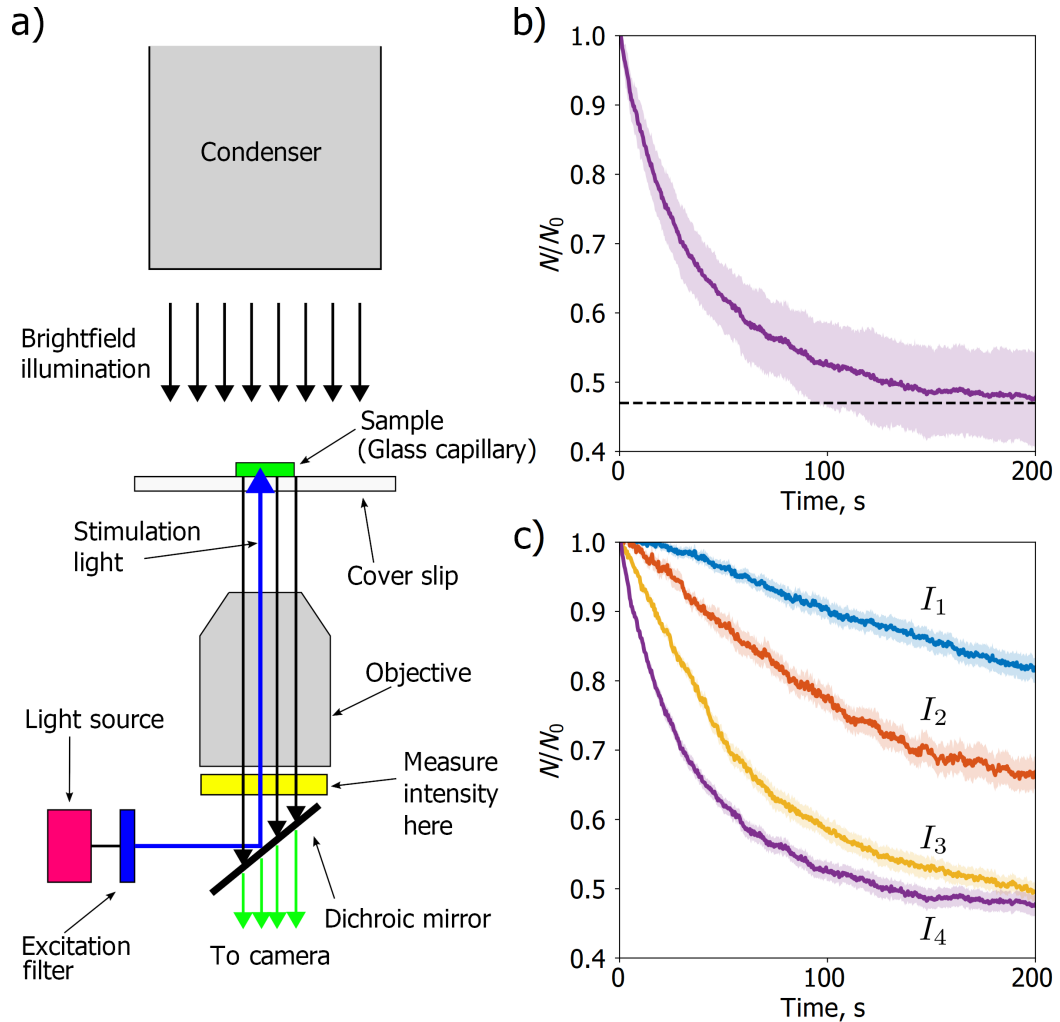 a)
Condenser
Brightfield
illumination
Sample
(Glass capillary)
Stimulation
light
Cover slip
Objective
Light source
Measure
intensity
here
Excitation
filter
Dichroic mirror
To camera
b)
1.0
0.9
0.8
0.7
0.6
0.5
0.4
N/N0
0
100
200
Time, s
c)
1.0
0.9
0.8
0.7
0.6
0.5
0.4
N/N0
I1
I2
I3
I4
0
100
200
Time, s